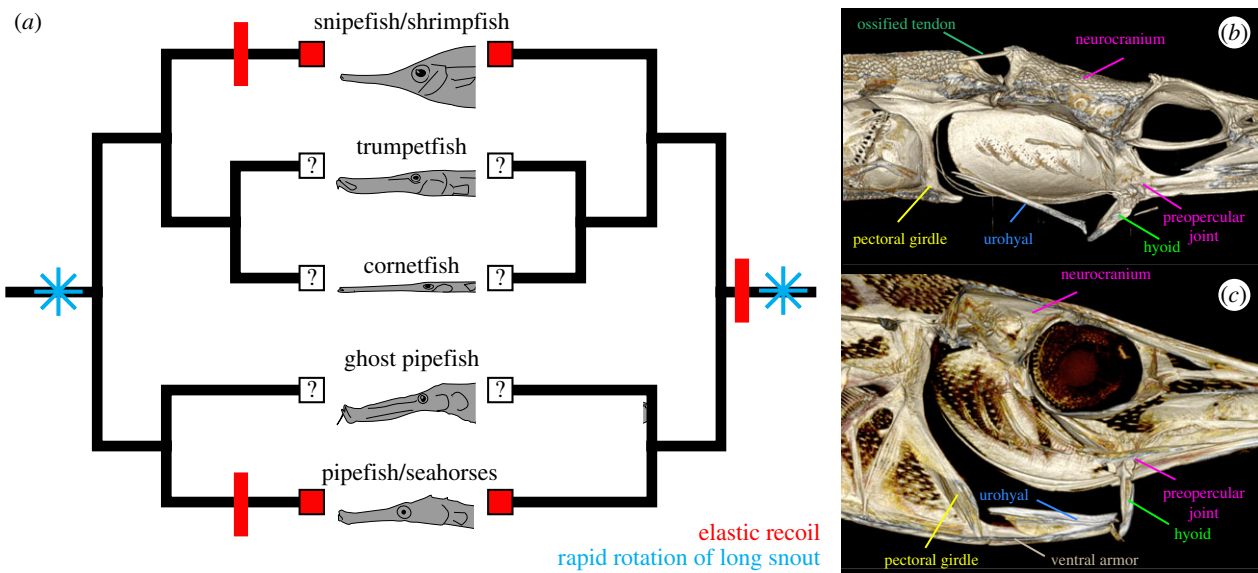 (a)
snipefish/shrimpfish
?
trumpetfish
?
?
cornetfish
?
?
ghost pipefish
?
pipefish/seahorses
elastic recoil
rapid rotation of long snout
(b)
ossified tendon
neurocranium
pectoral girdle
urohyal
preopercular
joint
hyoid
(c)
neurocranium
urohyal
preopercular
joint
hyoid
pectoral girdle
ventral armor